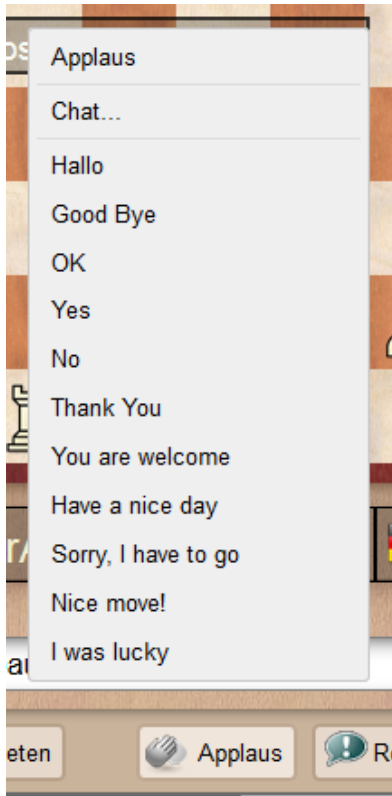 Applaus
Chat...
Hallo
Good Bye
OK
Yes
No
Thank You
You are welcome
Have a nice day
Sorry, I have to go
Nice move!
I was lucky
Applaus